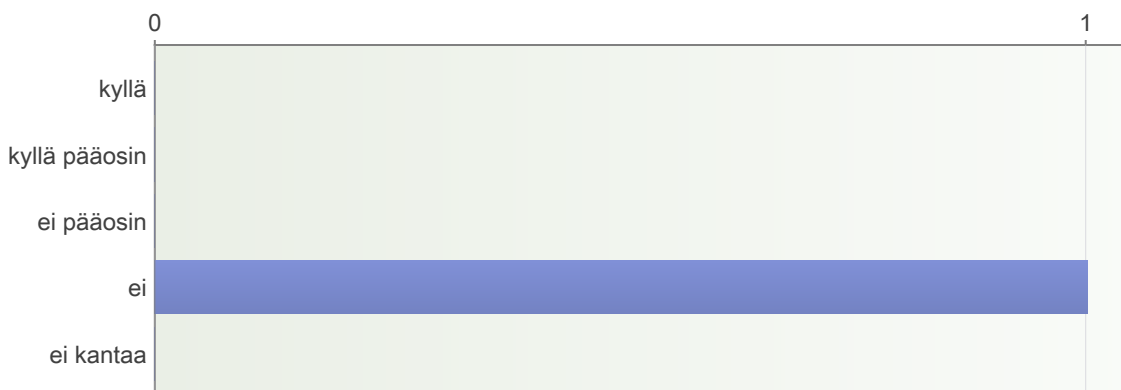 0 1
kyllä
kyllä pääosin
ei pääosin
ei
ei kantaa